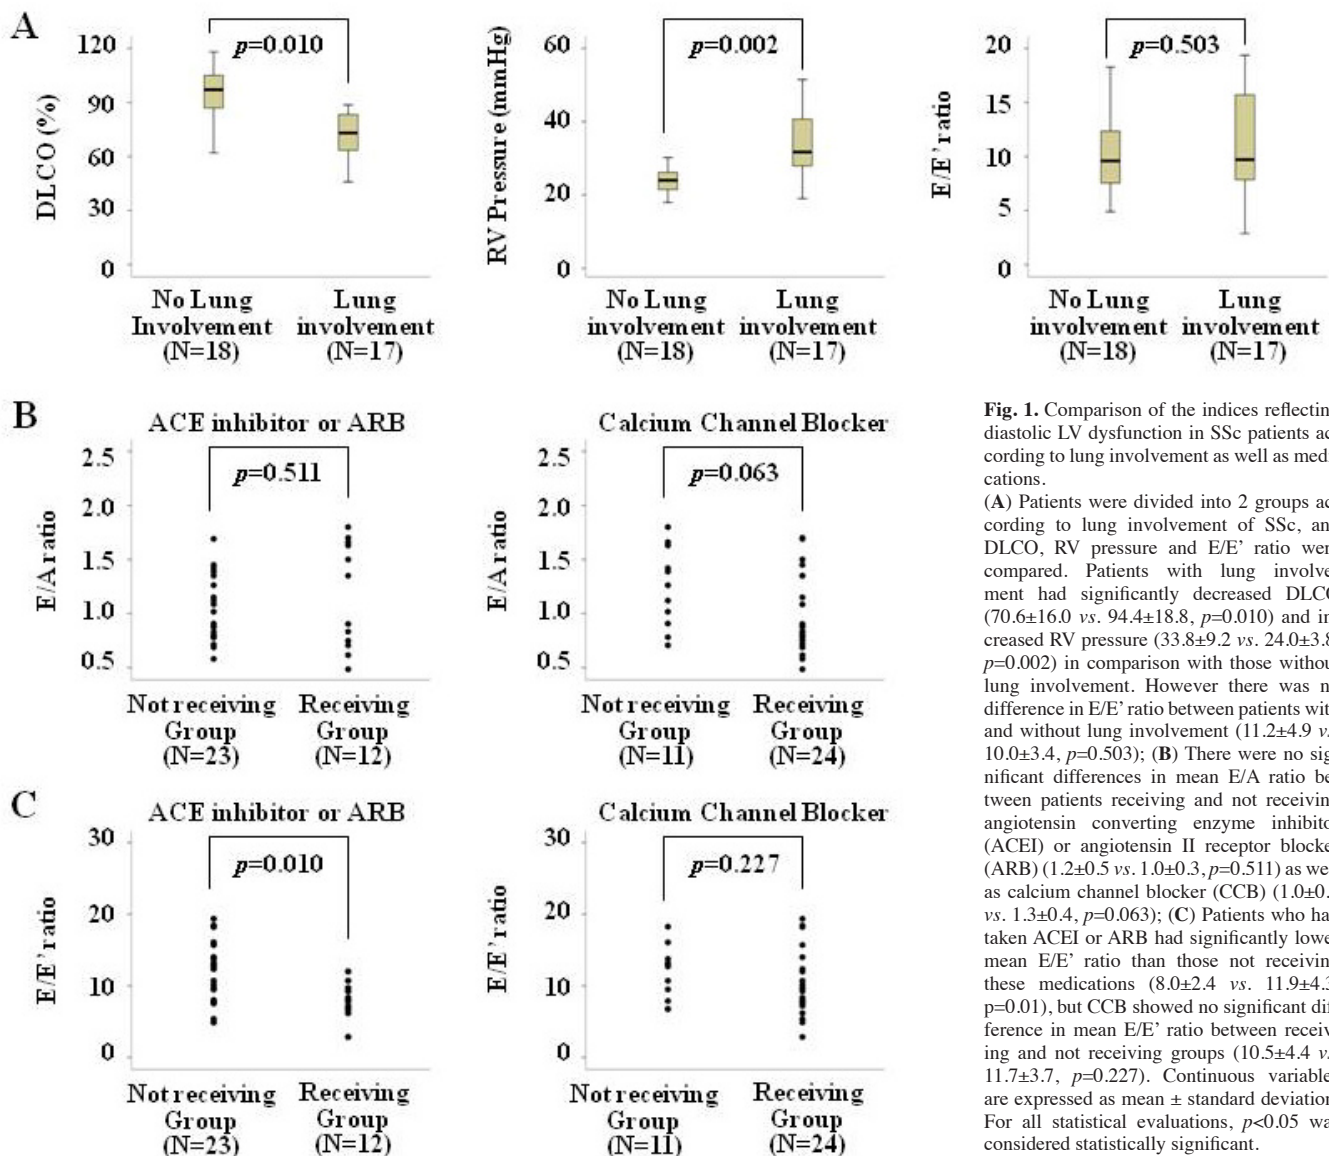 A
DLCO (%)
120
90
60
30
0
p=0.010
No Lung
Involvement
(N=18)
Lung
involvement
(N=17)
RV Pressure (mmHg)
60
40
20
0
p=0.002
No Lung
involvement
(N=18)
Lung
involvement
(N=17)
E/E' ratio
20
15
10
5
0
p=0.503
No Lung
involvement
(N=18)
Lung
involvement
(N=17)
B
ACE inhibitor or ARB
E/A ratio
2.5
2.0
1.5
1.0
0.5
p=0.511
Not receiving
Group
(N=23)
Receiving
Group
(N=12)
Calcium Channel Blocker
E/A ratio
2.5
2.0
1.5
1.0
0.5
p=0.063
Not receiving
Group
(N=11)
Receiving
Group
(N=24)
C
ACE inhibitor or ARB
E/E' ratio
30
20
10
0
p=0.010
Not receiving
Group
(N=23)
Receiving
Group
(N=12)
Calcium Channel Blocker
E/E' ratio
30
20
10
0
p=0.227
Not receiving
Group
(N=11)
Receiving
Group
(N=24)
Fig. 1. Comparison of the indices reflectin
diastolic LV dysfunction in SSc patients ac
cording to lung involvement as well as medi
cations.
(A) Patients were divided into 2 groups ac
cording to lung involvement of SSc, an
DLCO, RV pressure and E/E' ratio wer
compared. Patients with lung involve
ment had significantly decreased DLCO
(70.6±16.0 vs. 94.4±18.8, p=0.010) and in
creased RV pressure (33.8±9.2 vs. 24.0±3.8
p=0.002) in comparison with those withou
lung involvement. However there was n
difference in E/E' ratio between patients wit
and without lung involvement (11.2±4.9 v
10.0±3.4, p=0.503); (B) There were no sig
nificant differences in mean E/A ratio be
tween patients receiving and not receivin
angiotensin converting enzyme inhibito
(ACEI) or angiotensin II receptor blocke
(ARB) (1.2±0.5 vs. 1.0±0.3, p=0.511) as we
as calcium channel blocker (CCB) (1.0±0.
vs. 1.3±0.4, p=0.063); (C) Patients who ha
taken ACEI or ARB had significantly lowe
mean E/E' ratio than those not receivin
these medications (8.0±2.4 vs. 11.9±4.3
p=0.01), but CCB showed no significant dif
ference in mean E/E' ratio between receiv
ing and not receiving groups (10.5±4.4 v
11.7±3.7, p=0.227). Continuous variable
are expressed as mean ± standard deviation
For all statistical evaluations, p<0.05 wa
considered statistically significant.